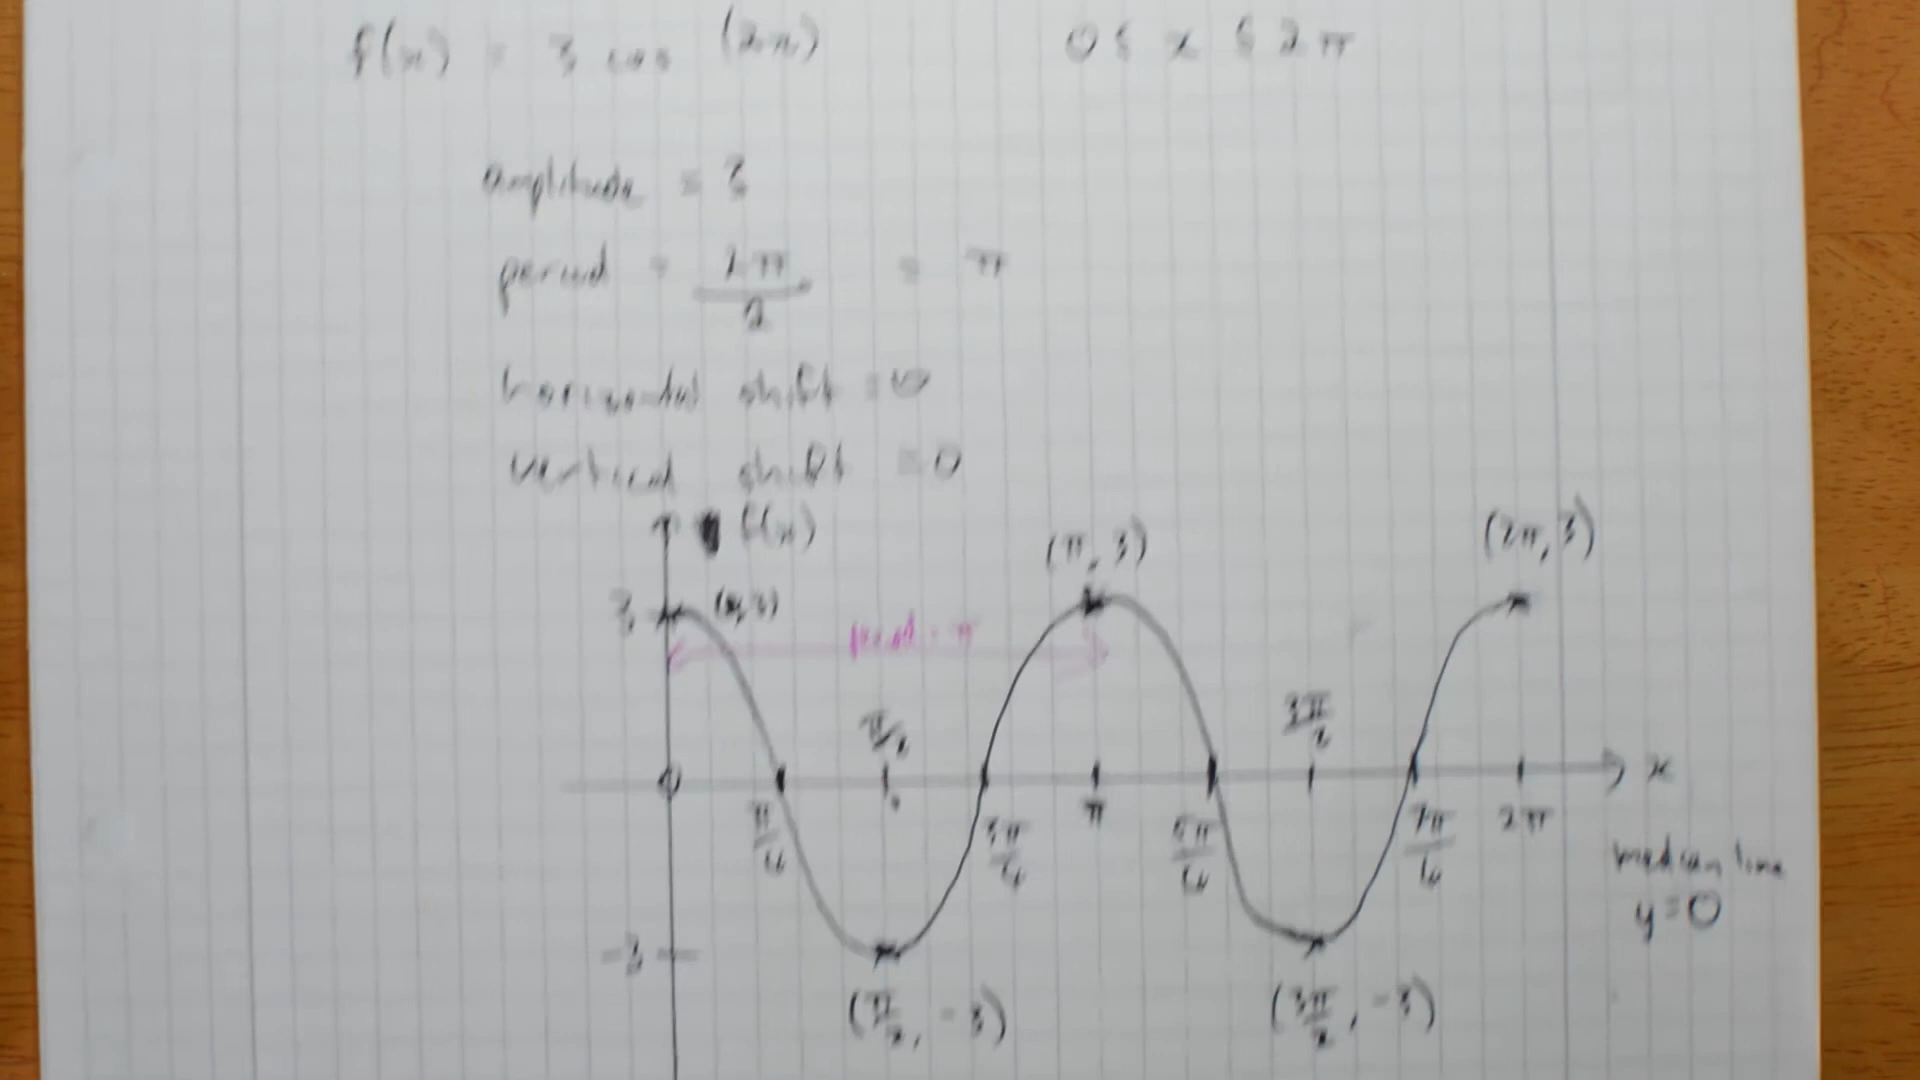 f(x) = 3 cos (2x) 0 ≤ x ≤ 2π
amplitude = 3
period = 2π/2 = π
horizontal shift = 0
vertical shift = 0
f(x)
(π, 3) (2π, 3)
3 (0, 3)
period = π
π/2 3π/2
0 x
π/4 3π/4 π 5π/4 7π/4 2π
median line
y = 0
-3
(π/2, -3) (3π/2, -3)